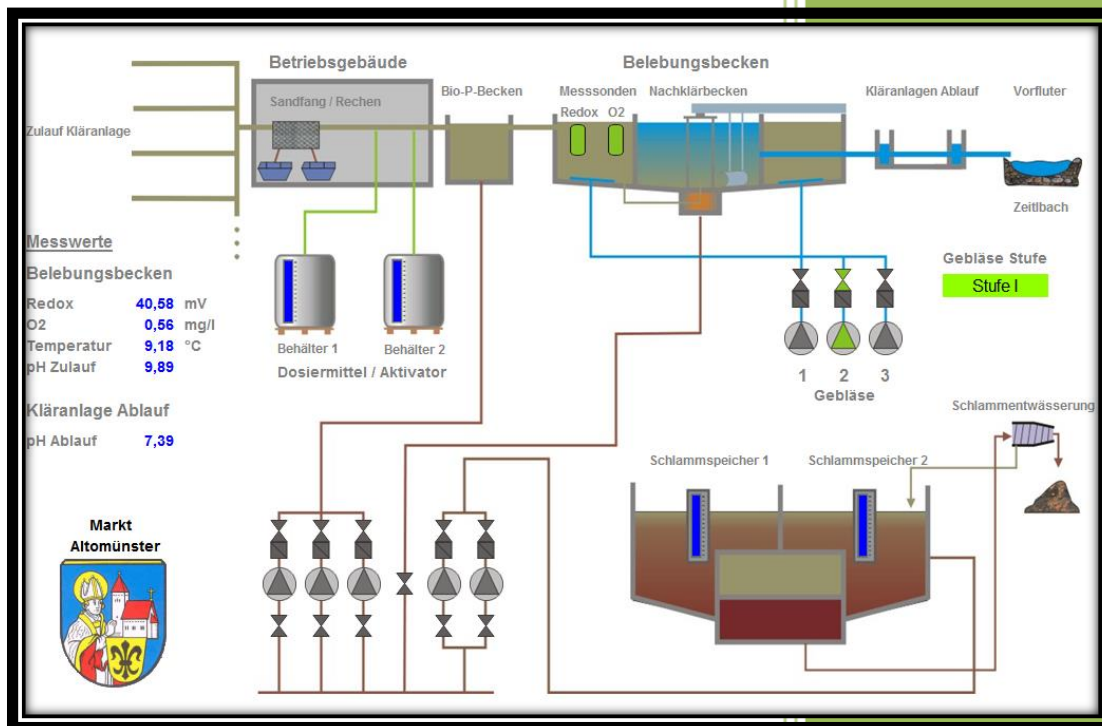 Betriebsgebäude
Belebungsbecken
Sandfang / Rechen
Bio-P-Becken
Messsonden
Nachklärbecken
Kläranlagen Ablauf
Vorfluter
Redox
O2
Zulauf Kläranlage
Zeitlbach
Messwerte
Belebungsbecken
Redox 40,58 mV
O2 0,56 mg/l
Temperatur 9,18 °C
pH Zulauf 9,89
Kläranlage Ablauf
pH Ablauf 7,39
Behälter 1
Behälter 2
Dosiermittel / Aktivator
Gebläse Stufe
Stufe I
1 2 3
Gebläse
Schlammentwässerung
Schlammspeicher 1
Schlammspeicher 2
Markt
Altomünster